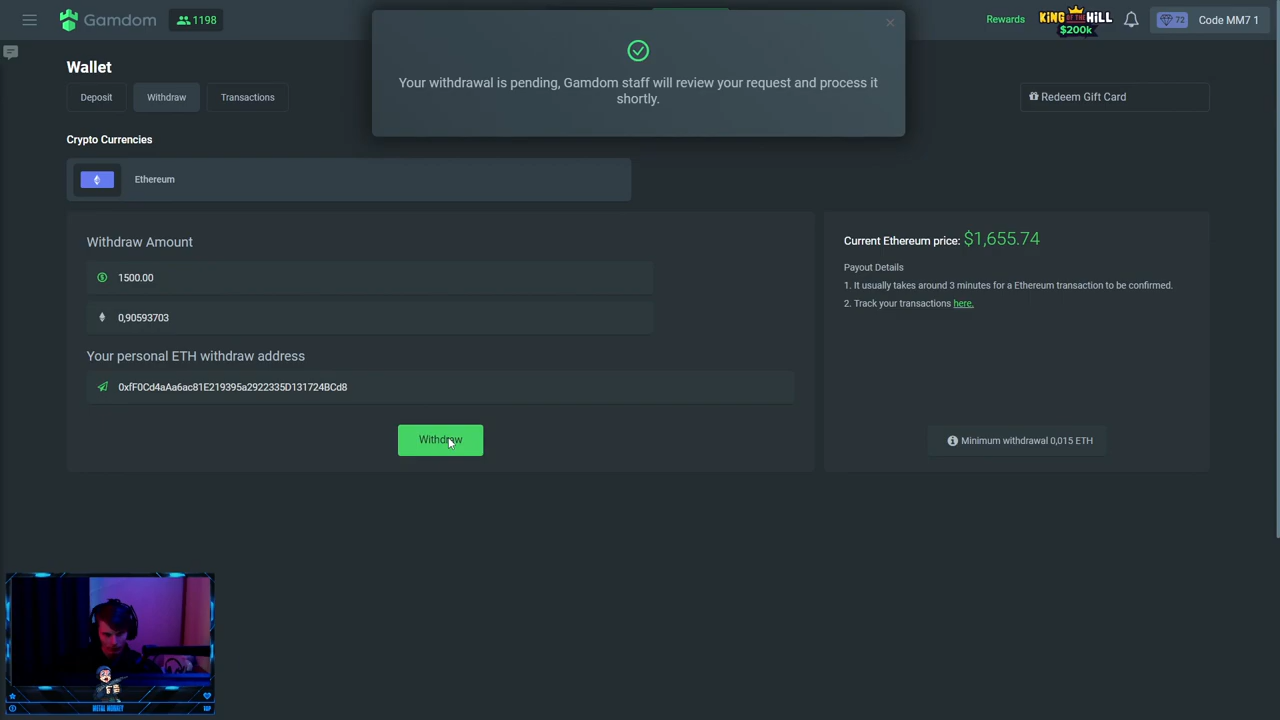 Gamdom
1198
Rewards
KING OF THE HILL
$200k
72
Code MM7 1
Your withdrawal is pending, Gamdom staff will review your request and process it
shortly.
Wallet
Deposit
Withdraw
Transactions
Redeem Gift Card
Crypto Currencies
Ethereum
Withdraw Amount
1500.00
0,90593703
Your personal ETH withdraw address
0xfF0Cd4aAa6ac81E219395a2922335D131724BCd8
Withdraw
Current Ethereum price: $1,655.74
Payout Details
1. It usually takes around 3 minutes for a Ethereum transaction to be confirmed.
2. Track your transactions here.
Minimum withdrawal 0,015 ETH
METAL MONKEY